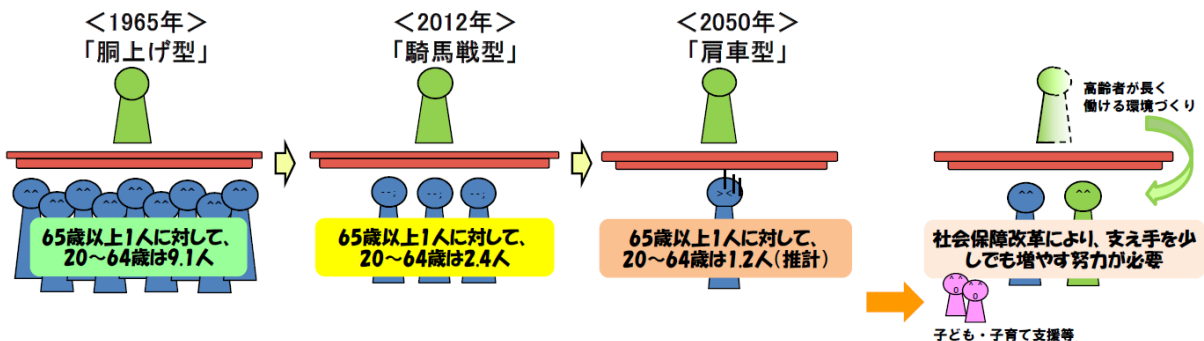 ＜1965年＞
「胴上げ型」
＜2012年＞
「騎馬戦型」
＜2050年＞
「肩車型」
高齢者が長く
働ける環境づくり
65歳以上1人に対して、
20～64歳は9.1人
65歳以上1人に対して、
20～64歳は2.4人
65歳以上1人に対して、
20～64歳は1.2人(推計)
社会保障改革により、支え手を少
しでも増やす努力が必要
子ども・子育て支援等